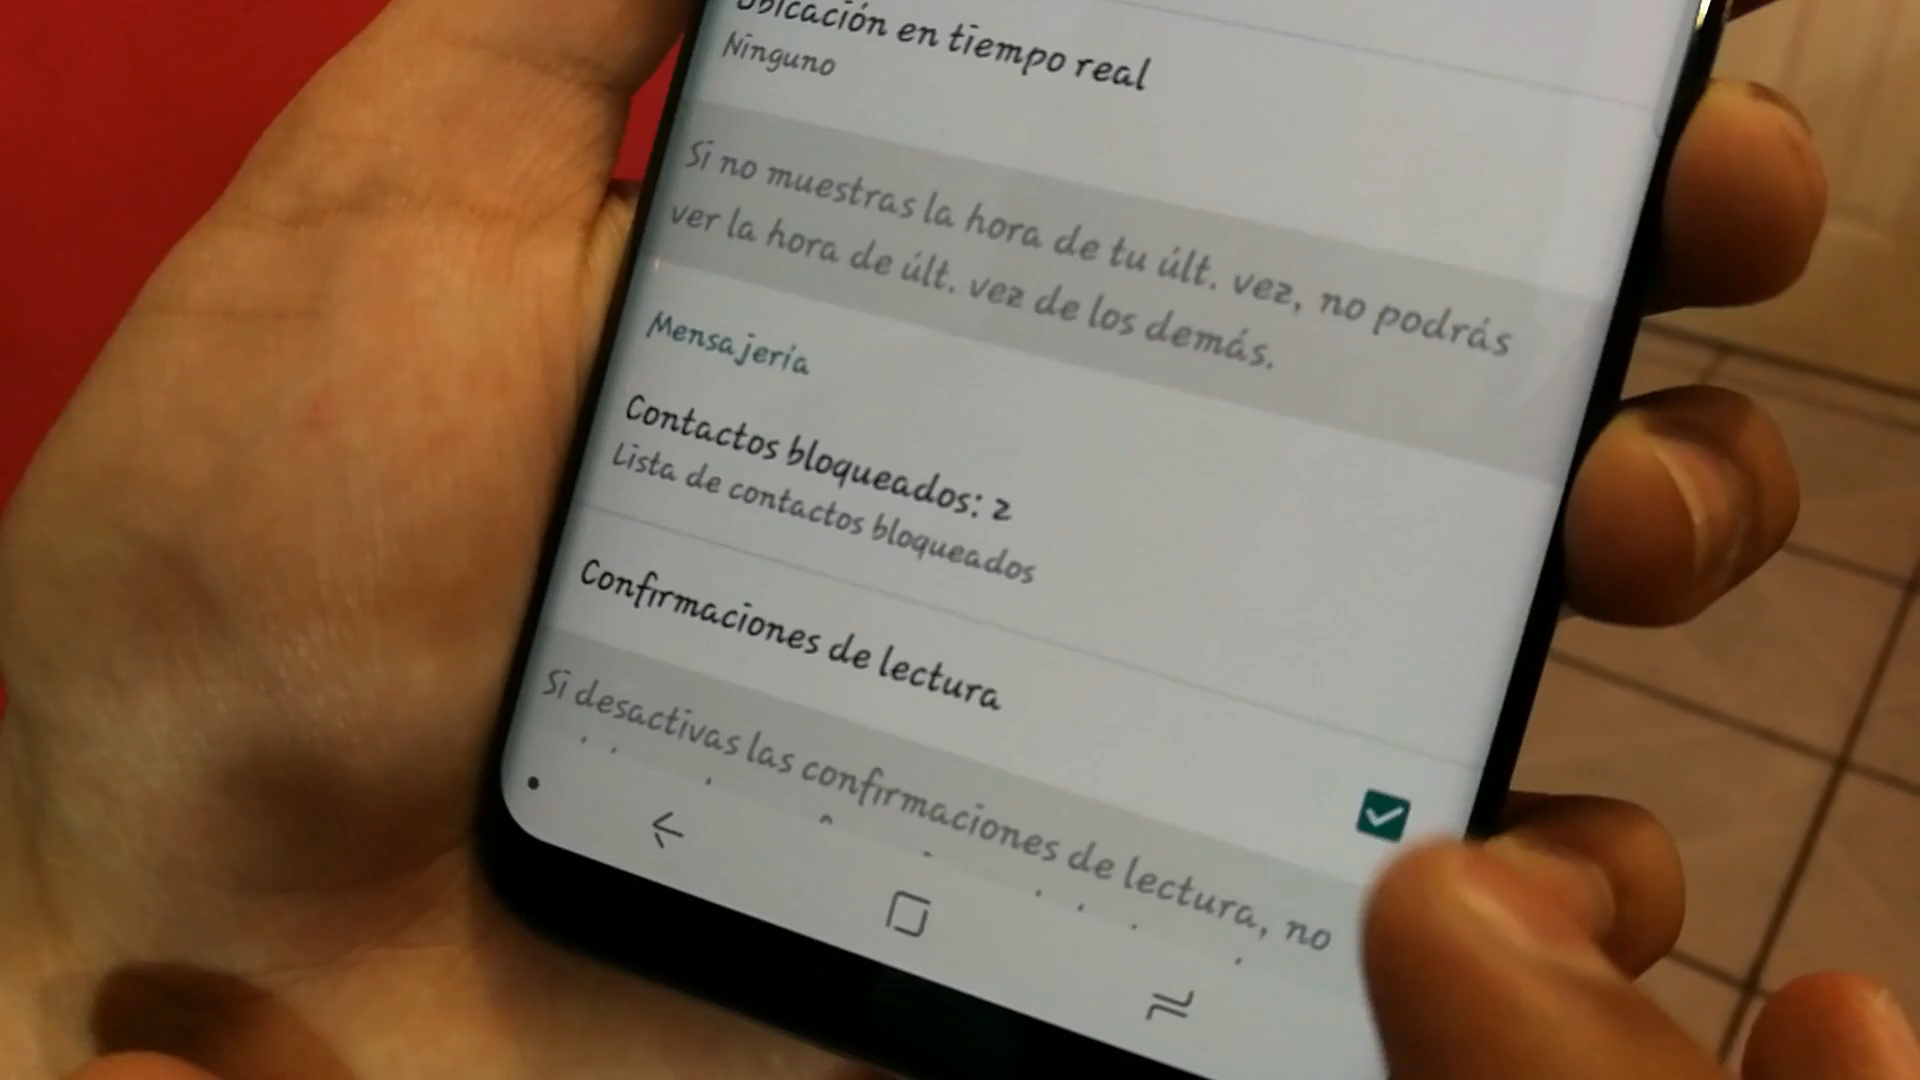 Ubicación en tiempo real
Ninguno
Si no muestras la hora de tu últ. vez, no podrás
ver la hora de últ. vez de los demás.
Mensajería
Contactos bloqueados: 2
Lista de contactos bloqueados
Confirmaciones de lectura
Si desactivas las confirmaciones de lectura, no